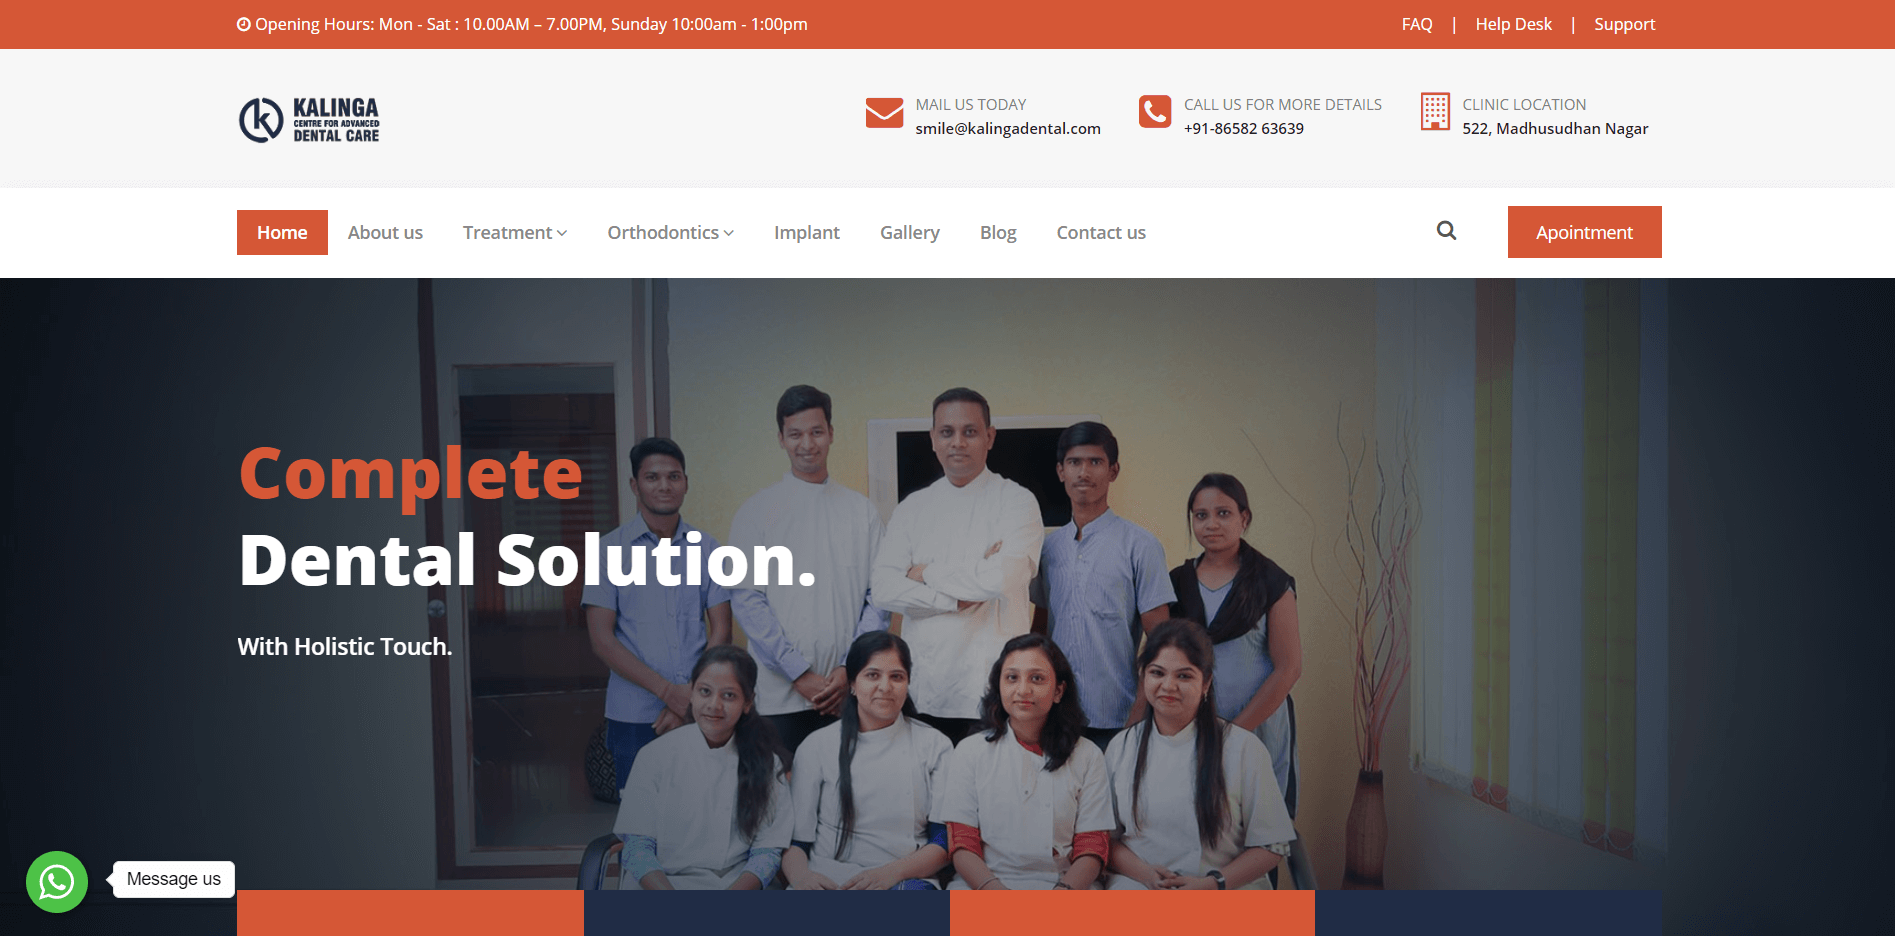 Opening Hours: Mon - Sat : 10.00AM – 7.00PM, Sunday 10:00am - 1:00pm
FAQ | Help Desk | Support
KALINGA
CENTRE FOR ADVANCED
DENTAL CARE
MAIL US TODAY
smile@kalingadental.com
CALL US FOR MORE DETAILS
+91-86582 63639
CLINIC LOCATION
522, Madhusudhan Nagar
Home About us Treatment Orthodontics Implant Gallery Blog Contact us Apointment
Complete
Dental Solution.
With Holistic Touch.
Message us